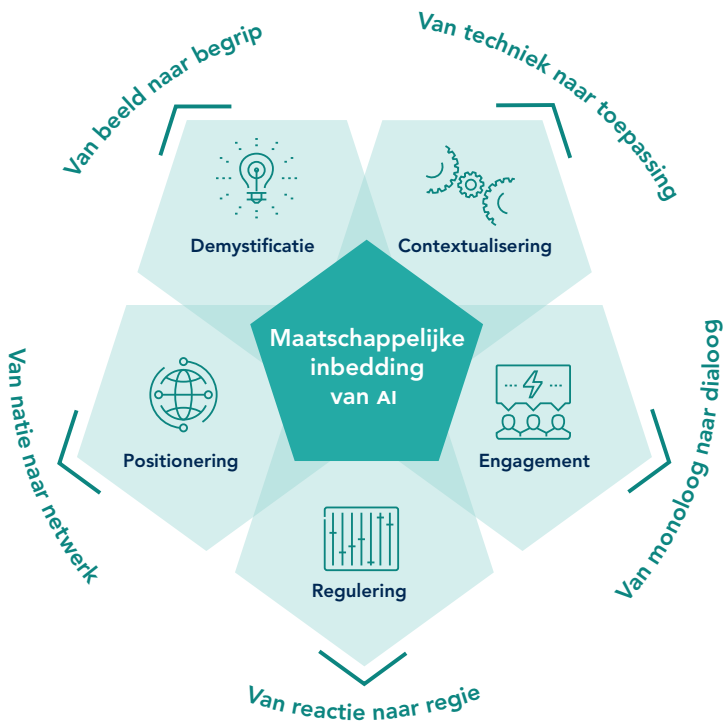 Van beeld naar begrip
Van techniek naar toepassing
Demystificatie
Contextualisering
Maatschappelijke
inbedding
van AI
Van natie naar netwerk
Positionering
Engagement
Van monoloog naar dialoog
Regulering
Van reactie naar regie